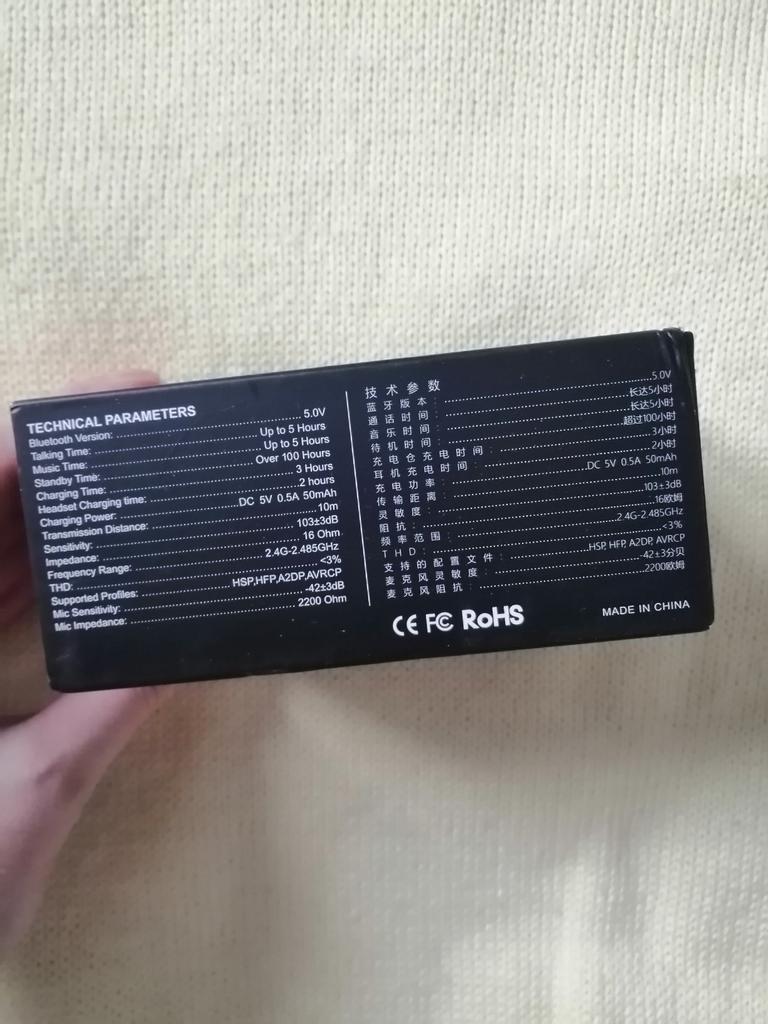 TECHNICAL PARAMETERS
Bluetooth Version: 5.0V
Talking Time: Up to 5 Hours
Music Time: Up to 5 Hours
Standby Time: Over 100 Hours
Charging Time: 3 Hours
Headset Charging time: 2 hours
Charging Power: DC 5V 0.5A 50mAh
Transmission Distance: 10m
Sensitivity: 103±3dB
Impedance: 16 Ohm
Frequency Range: 2.4G-2.485GHz
THD: <3%
Supported Profiles: HSP,HFP,A2DP,AVRCP
Mic Sensitivity: -42±3dB
Mic Impedance: 2200 Ohm
技术参数
蓝牙版本: 5.0V
通话时间: 长达5小时
音乐时间: 长达5小时
待机时间: 超过100小时
充电仓充电时间: 3小时
耳机充电时间: 2小时
充电功率: DC 5V 0.5A 50mAh
传输距离: 10m
灵敏度: 103±3dB
阻抗: 16欧姆
频率范围: 2.4G-2.485GHz
THD: <3%
支持的配置文件: HSP, HFP, A2DP, AVRCP
麦克风灵敏度: -42±3分贝
麦克风阻抗: 2200欧姆
CE FC RoHS
MADE IN CHINA